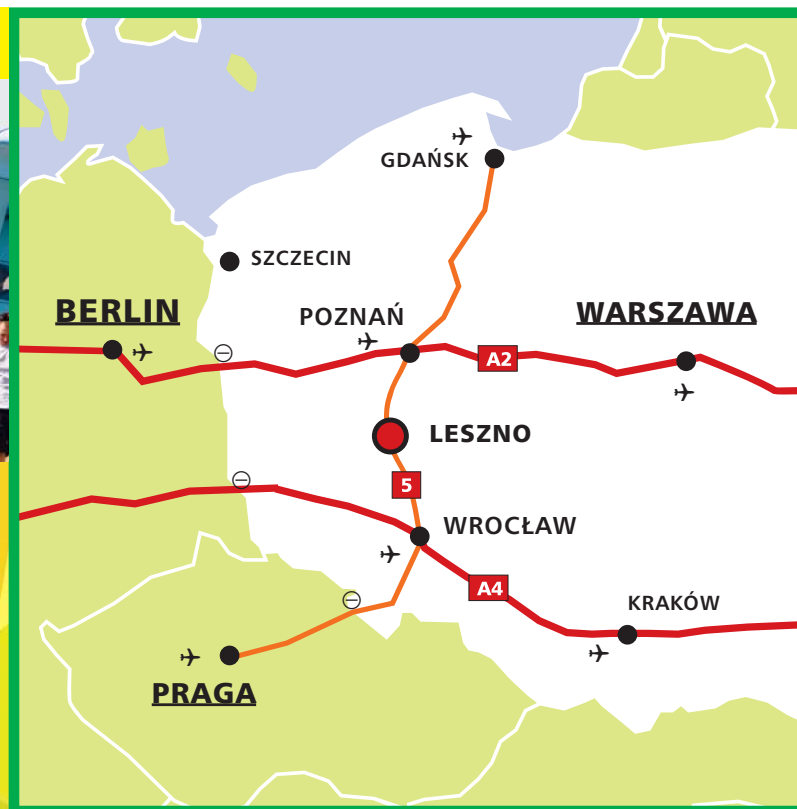 GDAŃSK
SZCZECIN
BERLIN
POZNAŃ
WARSZAWA
A2
LESZNO
5
WROCŁAW
A4
KRAKÓW
PRAGA